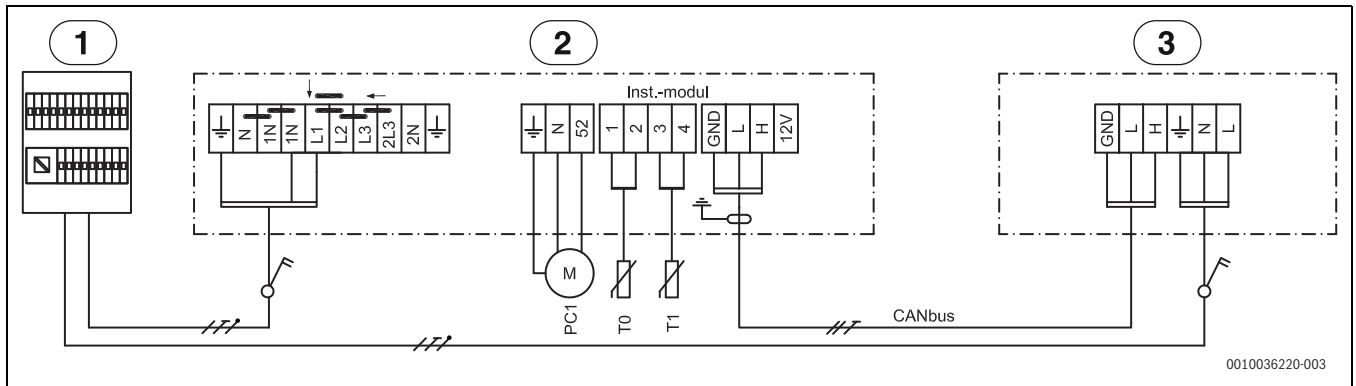 1
2
3
Inst.-modul
N
1N
1N
L1
L2
L3
2L3
2N
N
52
1
2
3
4
GND
L
H
12V
GND
L
H
N
L
M
PC1
T0
T1
CANbus
0010036220-003